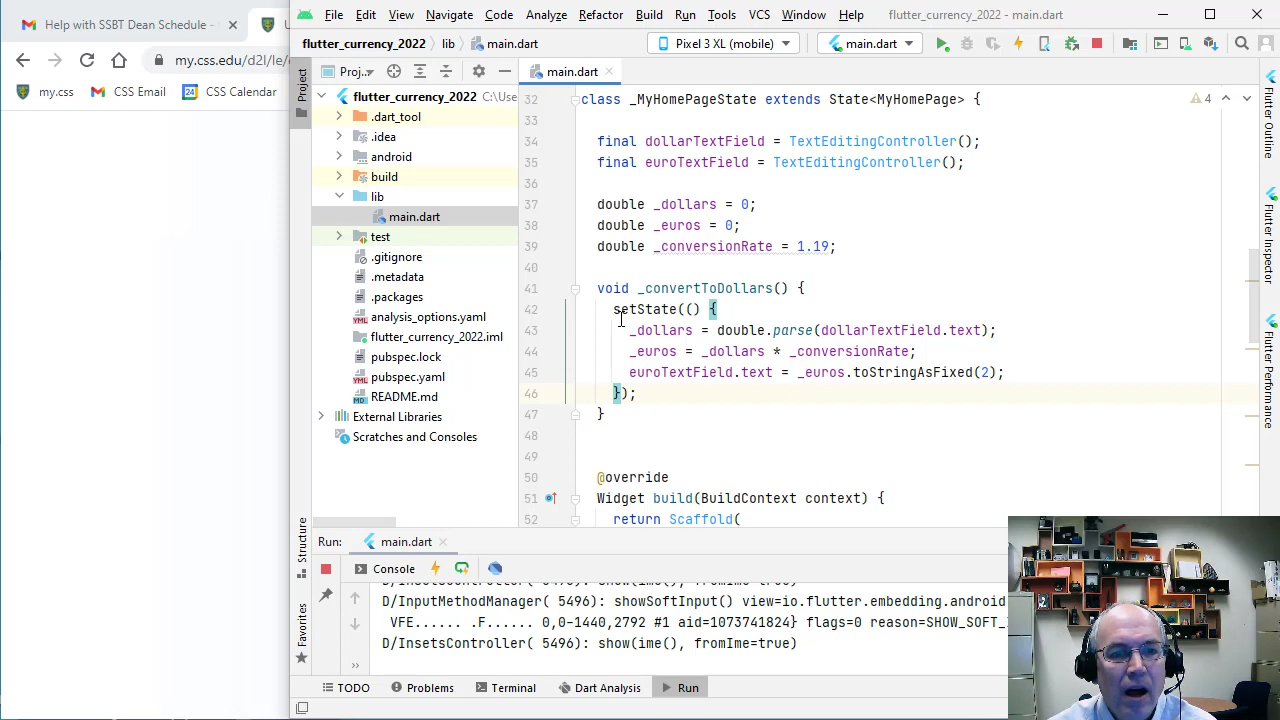 Help with SSBT Dean Schedule - 
File Edit View Navigate Code Analyze Refactor Build Run Tools VCS Window Help flutter_currency_2022 - main.dart
flutter_currency_2022 lib main.dart Pixel 3 XL (mobile) main.dart
my.css.edu/d2l/le/
my.css CSS Email CSS Calendar
Project
Proj...
main.dart
flutter_currency_2022 C:\Use
.dart_tool
.idea
android
build
lib
main.dart
test
.gitignore
.metadata
.packages
analysis_options.yaml
flutter_currency_2022.iml
pubspec.lock
pubspec.yaml
README.md
External Libraries
Scratches and Consoles
32 class _MyHomePageState extends State<MyHomePage> {
4
33
34 final dollarTextField = TextEditingController();
35 final euroTextField = TextEditingController();
36
37 double _dollars = 0;
38 double _euros = 0;
39 double _conversionRate = 1.19;
40
41 void _convertToDollars() {
42 setState(() {
43 _dollars = double.parse(dollarTextField.text);
44 _euros = _dollars * _conversionRate;
45 euroTextField.text = _euros.toStringAsFixed(2);
46 });
47 }
48
49
50 @override
51 Widget build(BuildContext context) {
52 return Scaffold(
Flutter Outline
Flutter Inspector
Flutter Performance
Structure
Favorites
Run: main.dart
Console
D/InsetsController( 5496): show(ime(), fromIme=true)
D/InputMethodManager( 5496): showSoftInput() view=io.flutter.embedding.android
VFE...... .F...... 0,0-1440,2792 #1 aid=1073741824} flags=0 reason=SHOW_SOFT_
D/InsetsController( 5496): show(ime(), fromIme=true)
TODO Problems Terminal Dart Analysis Run